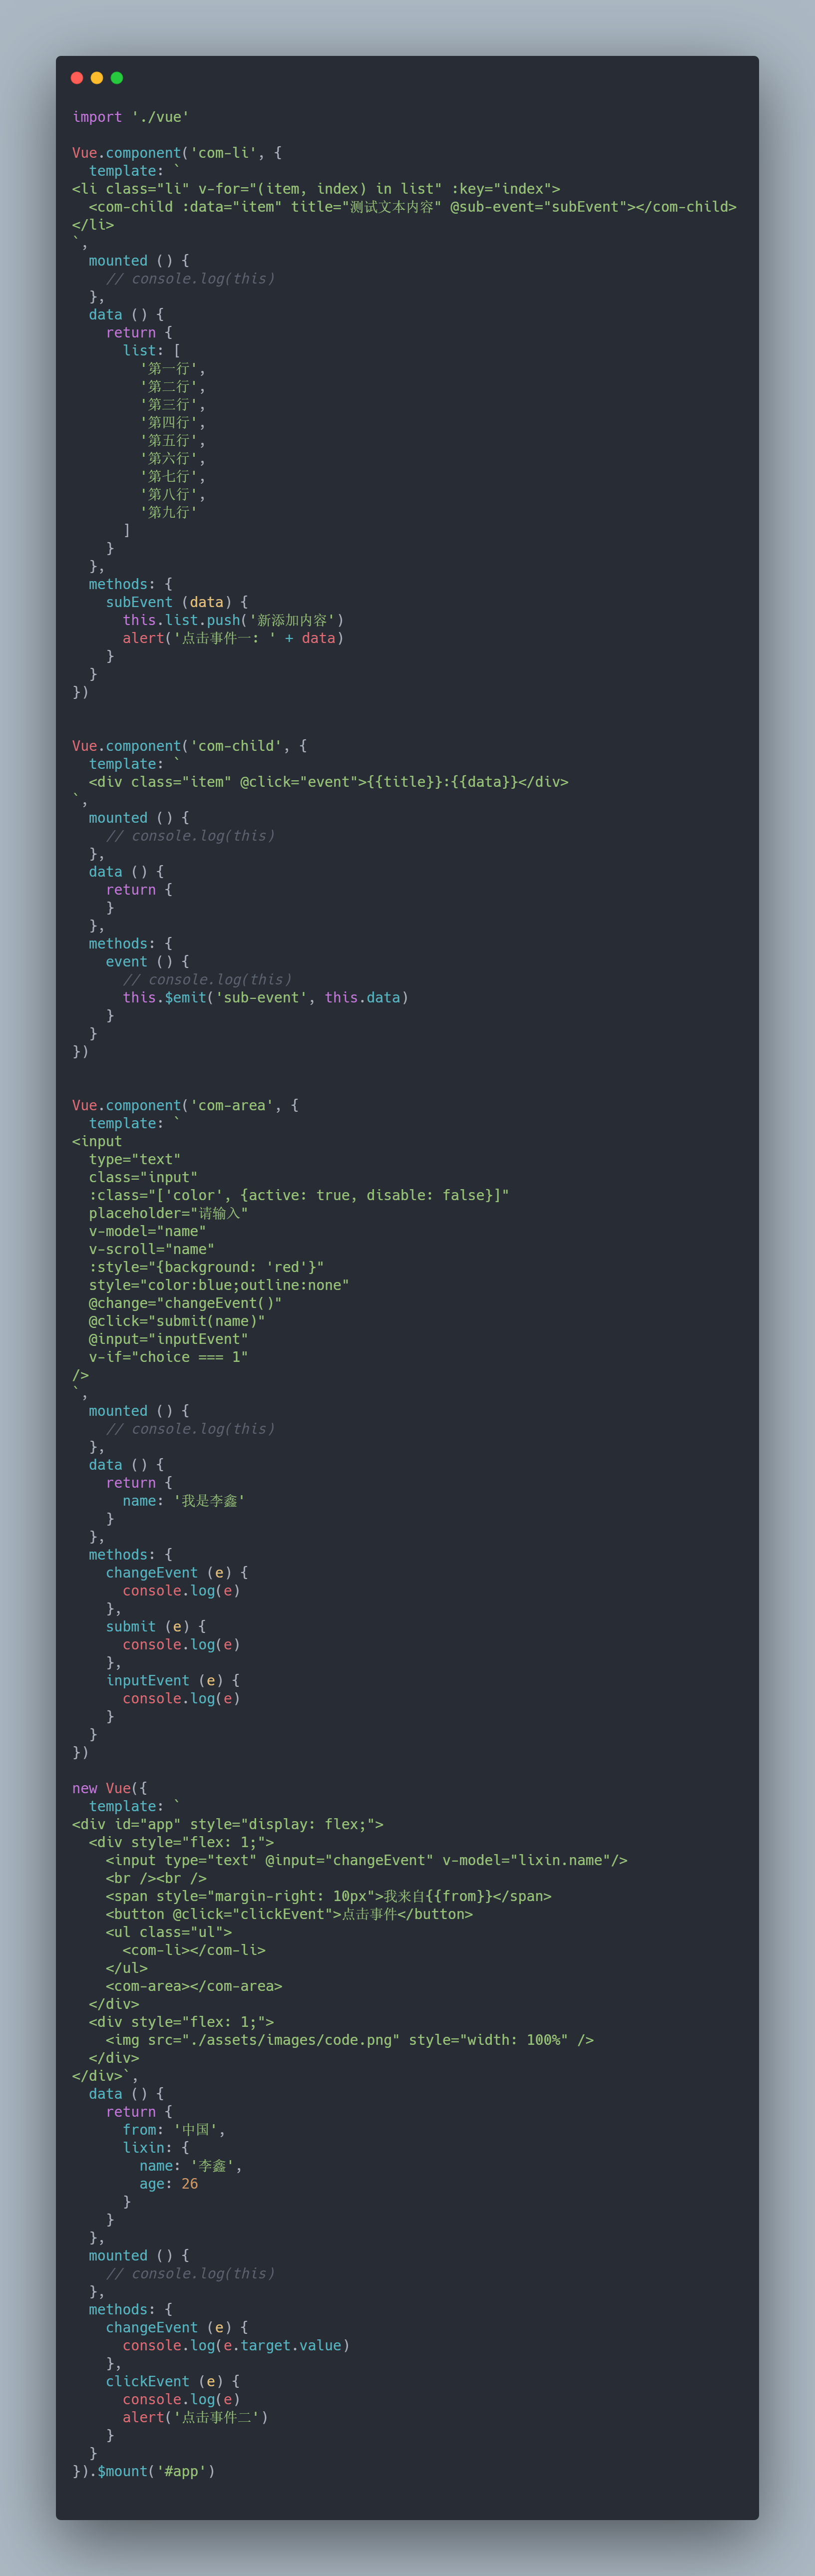 import './vue'

Vue.component('com-li', {
  template: `
<li class="li" v-for="(item, index) in list" :key="index">
  <com-child :data="item" title="测试文本内容" @sub-event="subEvent"></com-child>
</li>
`,
  mounted () {
    // console.log(this)
  },
  data () {
    return {
      list: [
        '第一行',
        '第二行',
        '第三行',
        '第四行',
        '第五行',
        '第六行',
        '第七行',
        '第八行',
        '第九行'
      ]
    }
  },
  methods: {
    subEvent (data) {
      this.list.push('新添加内容')
      alert('点击事件一: ' + data)
    }
  }
})


Vue.component('com-child', {
  template: `
  <div class="item" @click="event">{{title}}:{{data}}</div>
`,
  mounted () {
    // console.log(this)
  },
  data () {
    return {
    }
  },
  methods: {
    event () {
      // console.log(this)
      this.$emit('sub-event', this.data)
    }
  }
})


Vue.component('com-area', {
  template: `
<input
  type="text"
  class="input"
  :class="['color', {active: true, disable: false}]"
  placeholder="请输入"
  v-model="name"
  v-scroll="name"
  :style="{background: 'red'}"
  style="color:blue;outline:none"
  @change="changeEvent()"
  @click="submit(name)"
  @input="inputEvent"
  v-if="choice === 1"
/>
`,
  mounted () {
    // console.log(this)
  },
  data () {
    return {
      name: '我是李鑫'
    }
  },
  methods: {
    changeEvent (e) {
      console.log(e)
    },
    submit (e) {
      console.log(e)
    },
    inputEvent (e) {
      console.log(e)
    }
  }
})

new Vue({
  template: `
<div id="app" style="display: flex;">
  <div style="flex: 1;">
    <input type="text" @input="changeEvent" v-model="lixin.name"/>
    <br /><br />
    <span style="margin-right: 10px">我来自{{from}}</span>
    <button @click="clickEvent">点击事件</button>
    <ul class="ul">
      <com-li></com-li>
    </ul>
    <com-area></com-area>
  </div>
  <div style="flex: 1;">
    <img src="./assets/images/code.png" style="width: 100%" />
  </div>
</div>`,
  data () {
    return {
      from: '中国',
      lixin: {
        name: '李鑫',
        age: 26
      }
    }
  },
  mounted () {
    // console.log(this)
  },
  methods: {
    changeEvent (e) {
      console.log(e.target.value)
    },
    clickEvent (e) {
      console.log(e)
      alert('点击事件二')
    }
  }
}).$mount('#app')